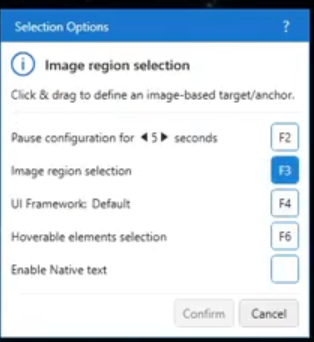 Selection Options ?
Image region selection
Click & drag to define an image-based target/anchor.
Pause configuration for ◀5▶ seconds F2
Image region selection F3
UI Framework: Default F4
Hoverable elements selection F6
Enable Native text
Confirm Cancel